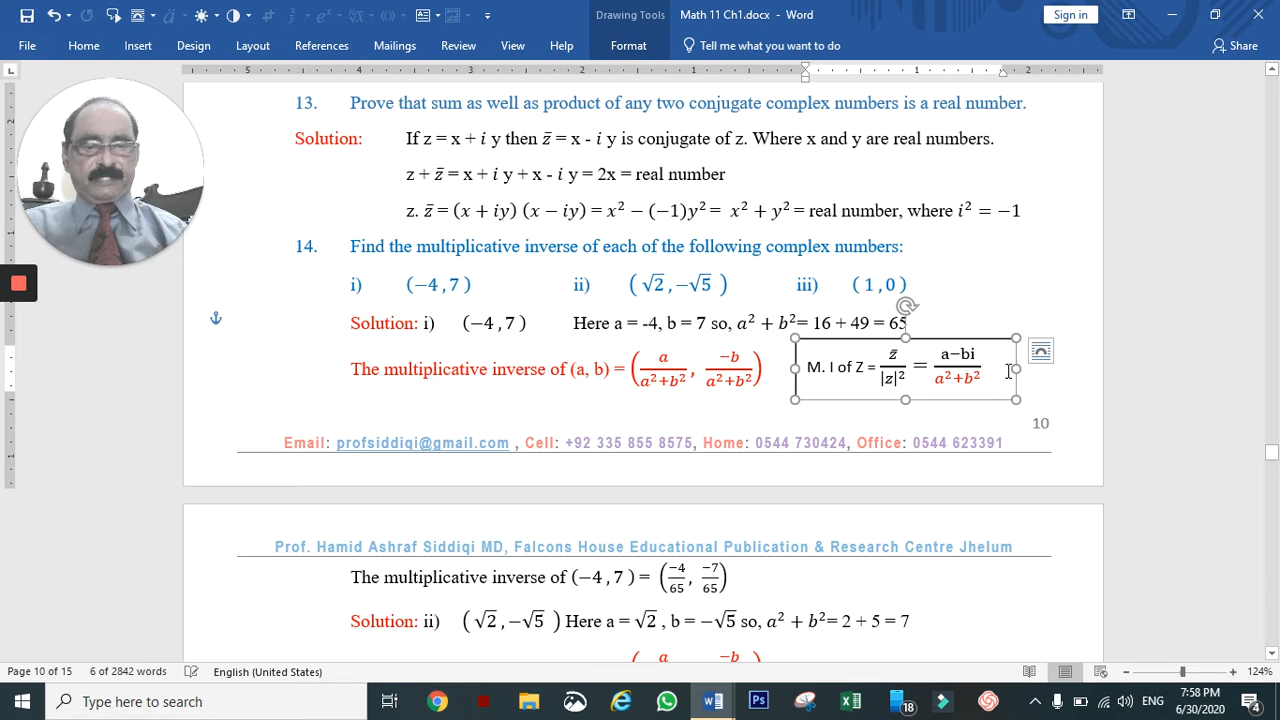 Drawing Tools
Math 11 Ch1.docx - Word
Sign in
File Home Insert Design Layout References Mailings Review View Help Format Tell me what you want to do Share
5 4 3 2 1 1 2
13. Prove that sum as well as product of any two conjugate complex numbers is a real number.
Solution: If z = x + i y then z̄ = x - i y is conjugate of z. Where x and y are real numbers.
z + z̄ = x + i y + x - i y = 2x = real number
z. z̄ = (x + iy) (x − iy) = x² − (−1)y² = x² + y² = real number, where i² = −1
14. Find the multiplicative inverse of each of the following complex numbers:
i) (−4 , 7 ) ii) ( √2 , −√5 ) iii) ( 1 , 0 )
Solution: i) (−4 , 7 ) Here a = -4, b = 7 so, a² + b² = 16 + 49 = 65
The multiplicative inverse of (a, b) = (a/(a²+b²), −b/(a²+b²)) M. I of Z = z̄/|z|² = (a−bi)/(a²+b²)
10
Email: profsiddiqi@gmail.com , Cell: +92 335 855 8575, Home: 0544 730424, Office: 0544 623391
Prof. Hamid Ashraf Siddiqi MD, Falcons House Educational Publication & Research Centre Jhelum
The multiplicative inverse of (−4 , 7 ) = (−4/65, −7/65)
Solution: ii) ( √2 , −√5 ) Here a = √2 , b = −√5 so, a² + b² = 2 + 5 = 7
a −b
Page 10 of 15 6 of 2842 words English (United States) 124%
Type here to search
18
7:58 PM
6/30/2020
4